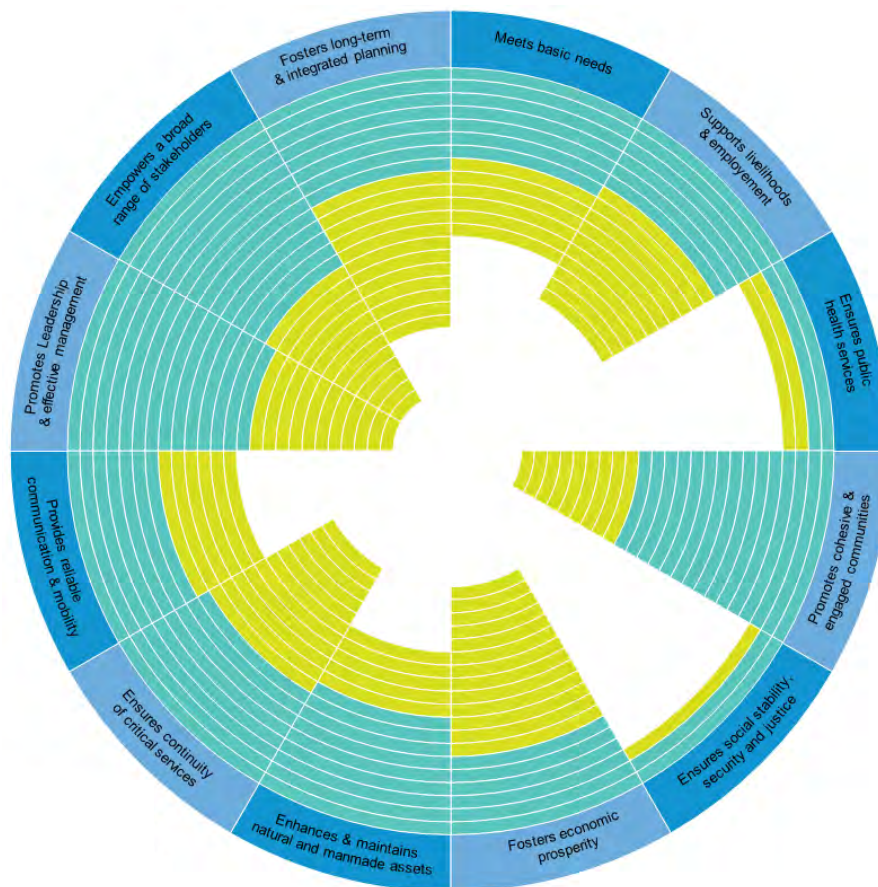 Meets basic needs
Supports livelihoods
& employement
Ensures public
health services
Promotes cohesive &
engaged communities
Ensures social stability,
security and justice
Fosters economic
prosperity
Enhances & maintains
natural and manmade assets
Ensures continuity
of critical services
Provides reliable
communication & mobility
Promotes Leadership
& effective management
Empowers a broad
range of stakeholders
Fosters long-term
& integrated planning